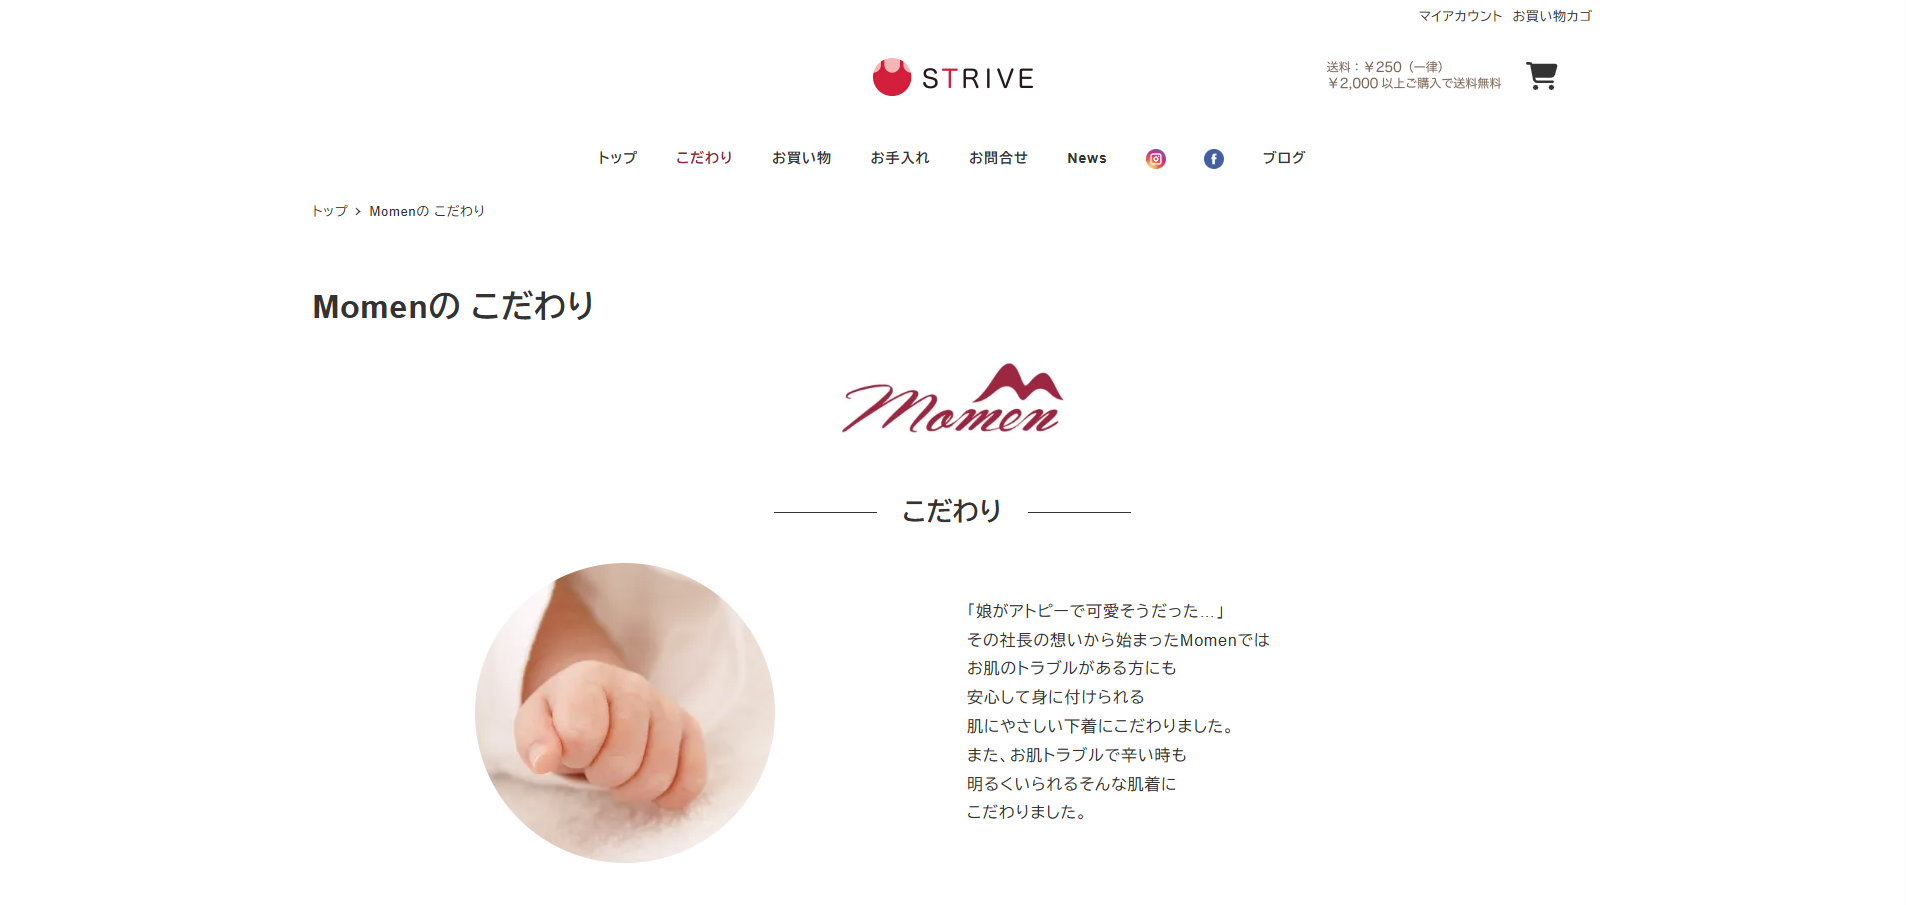 マイアカウント お買い物カゴ
STRIVE
送料：￥250（一律）
￥2,000 以上ご購入で送料無料
トップ こだわり お買い物 お手入れ お問合せ News ブログ
トップ > Momenの こだわり
Momenの こだわり
Momen
こだわり
「娘がアトピーで可愛そうだった…」
その社長の想いから始まったMomenでは
お肌のトラブルがある方にも
安心して身に付けられる
肌にやさしい下着にこだわりました。
また、お肌トラブルで辛い時も
明るくいられるそんな肌着に
こだわりました。